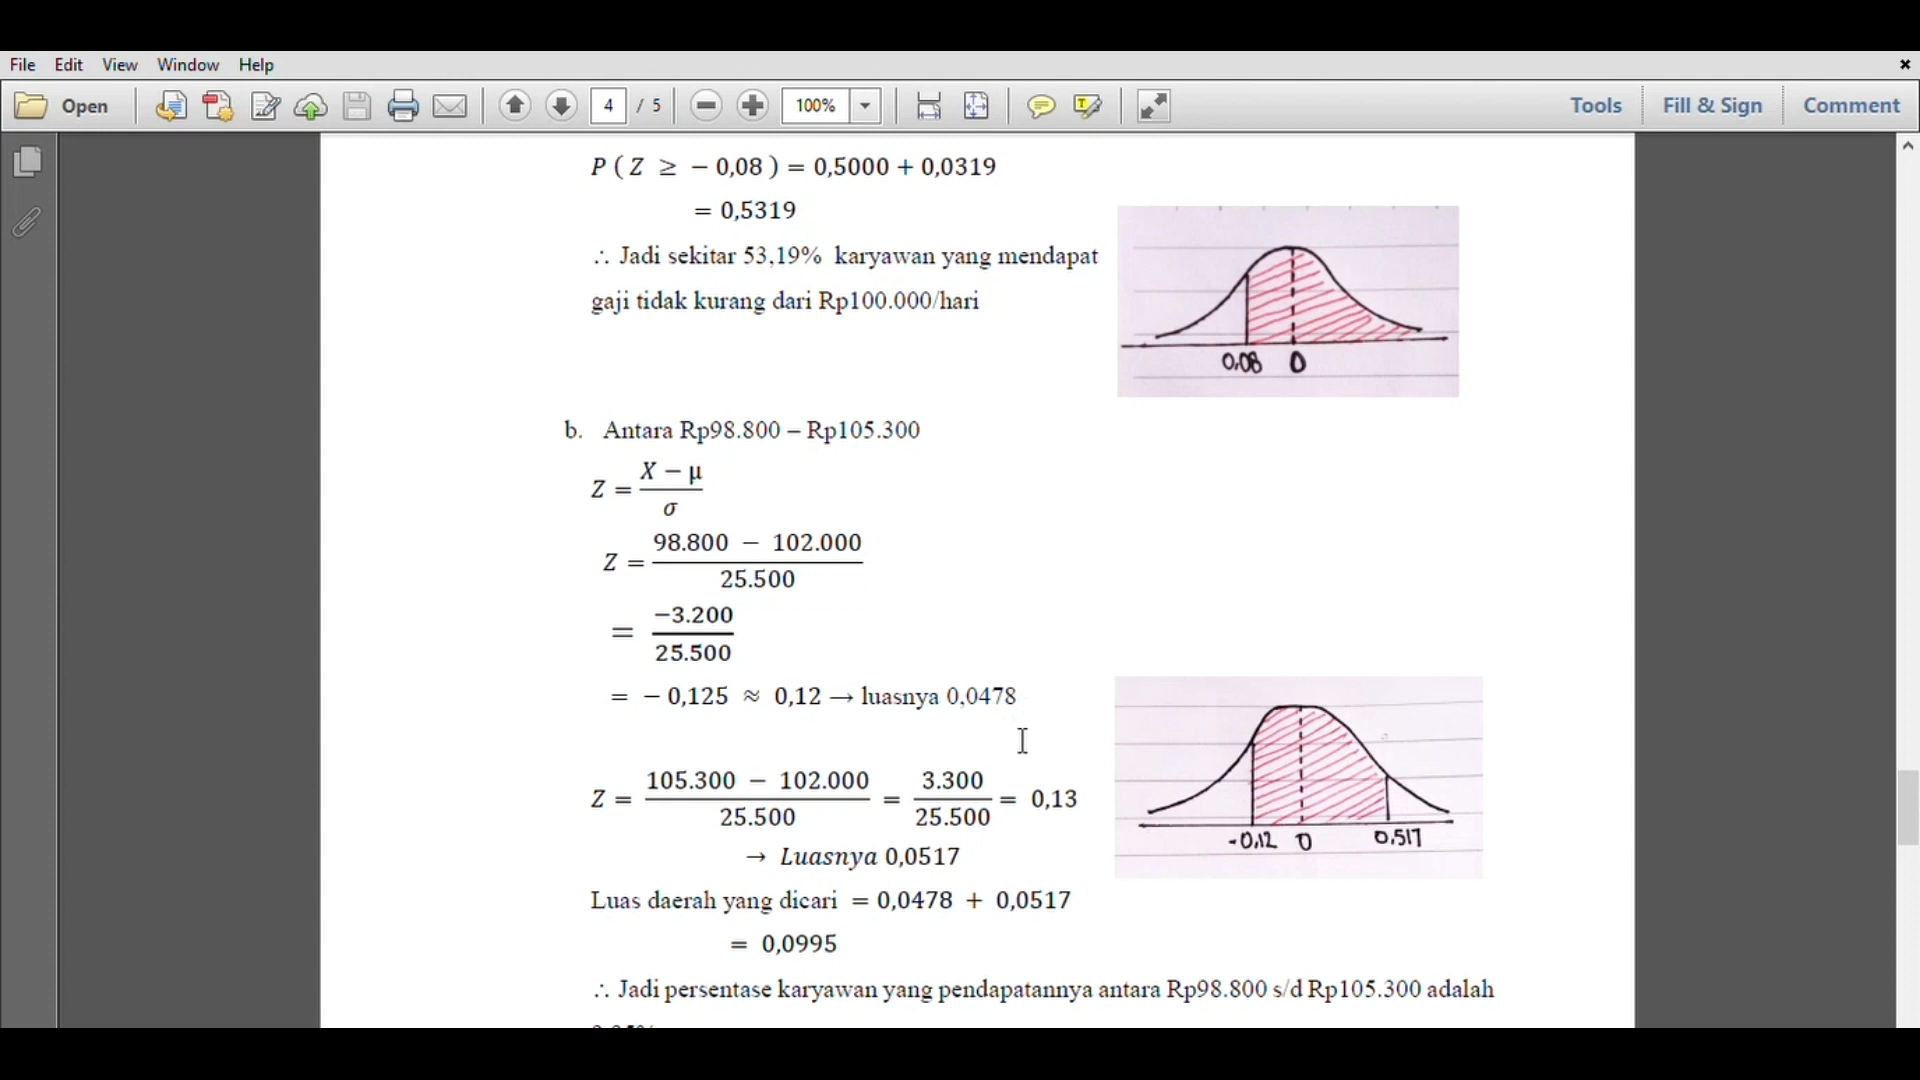 File Edit View Window Help
Open 4 / 5 100% Tools Fill & Sign Comment
P ( Z ≥ − 0,08 ) = 0,5000 + 0,0319
= 0,5319
∴ Jadi sekitar 53,19% karyawan yang mendapat
gaji tidak kurang dari Rp100.000/hari
0,08 0
b. Antara Rp98.800 – Rp105.300
Z = X − µ / σ
Z = 98.800 − 102.000 / 25.500
= −3.200 / 25.500
= − 0,125 ≈ 0,12 → luasnya 0,0478
Z = 105.300 − 102.000 / 25.500 = 3.300 / 25.500 = 0,13
→ Luasnya 0,0517
-0,12 0 0,517
Luas daerah yang dicari = 0,0478 + 0,0517
= 0,0995
∴ Jadi persentase karyawan yang pendapatannya antara Rp98.800 s/d Rp105.300 adalah